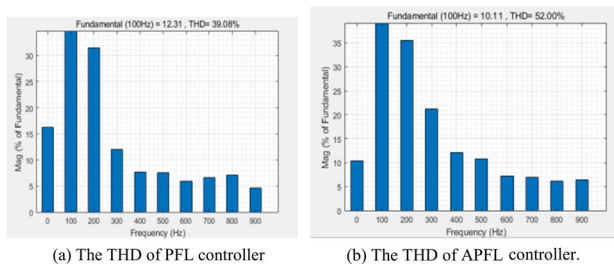 Fundamental (100Hz) = 12.31 , THD= 39.08%
Mag (% of Fundamental)
30
25
20
15
10
5
0
0 100 200 300 400 500 600 700 800 900
Frequency (Hz)
(a) The THD of PFL controller
Fundamental (100Hz) = 10.11 , THD= 52.00%
Mag (% of Fundamental)
35
30
25
20
15
10
5
0
0 100 200 300 400 500 600 700 800 900
Frequency (Hz)
(b) The THD of APFL controller.